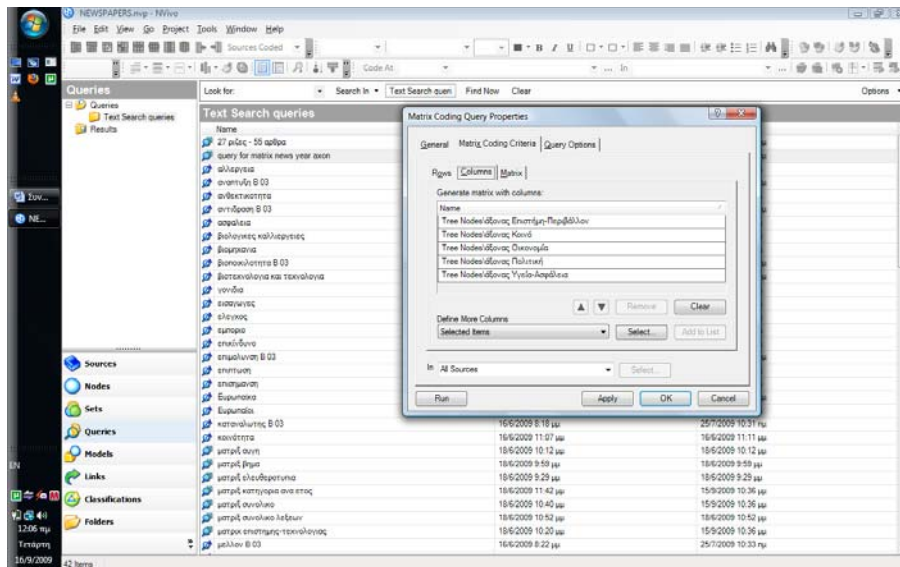 NEWSPAPERS.nvp - NVivo
File Edit View Go Project Tools Window Help
Sources Coded
Code At
In
Queries
Look for: Search In Text Search queri Find Now Clear Options
Queries
Text Search queries
Results
Text Search queries
Name
27 ρίζες - 55 αρθρα
query for matrix news year axon
αλλεργεια
αναπτυξη Β 03
ανθεκτικοτητα
αντιδραση Β 03
ασφαλεια
βιολογικες καλλιεργειες
βιομηχανια
βιοποικιλοτητα Β 03
βιοτεχνολογια και τεχνολογια
γονιδια
εισαγωγες
ελεγχος
εμποριο
επικίνδυνο
επιμολυνση Β 03
επιπτωση
επισημανση
Ευρωπαικα
Ευρωπαίοι
καταναλωτης Β 03 16/6/2009 8:18 μμ 25/7/2009 10:31 πμ
κοινότητα 16/6/2009 11:07 μμ 16/6/2009 11:11 μμ
ματριξ αυγη 18/6/2009 10:12 μμ 18/6/2009 10:12 μμ
ματριξ βημα 18/6/2009 9:59 μμ 18/6/2009 9:59 μμ
ματριξ ελευθεροτυπια 18/6/2009 9:29 μμ 18/6/2009 9:29 μμ
ματριξ κατηγορια ανα ετος 18/6/2009 11:42 μμ 15/9/2009 10:36 μμ
ματριξ συνολικο 18/6/2009 10:40 μμ 15/9/2009 10:36 μμ
ματριξ συνολικο λεξεων 18/6/2009 10:52 μμ 18/6/2009 10:52 μμ
ματριξ επιστημης-τεχνολογιας 18/6/2009 10:20 μμ 15/9/2009 10:36 μμ
μελλον Β 03 16/6/2009 8:22 μμ 25/7/2009 10:33 πμ
Matrix Coding Query Properties
General Matrix Coding Criteria Query Options
Rows Columns Matrix
Generate matrix with columns:
Name
Tree Nodes\άξονας Επιστήμη-Περιβάλλον
Tree Nodes\άξονας Κοινό
Tree Nodes\άξονας Οικονομία
Tree Nodes\άξονας Πολιτική
Tree Nodes\άξονας Υγεία-Ασφάλεια
Remove Clear
Define More Columns
Selected Items Select... Add to List
In All Sources Select...
Run Apply OK Cancel
Sources
Nodes
Sets
Queries
Models
Links
Classifications
Folders
Συν...
NE...
EN
12:06 πμ
Τετάρτη
16/9/2009
42 Items